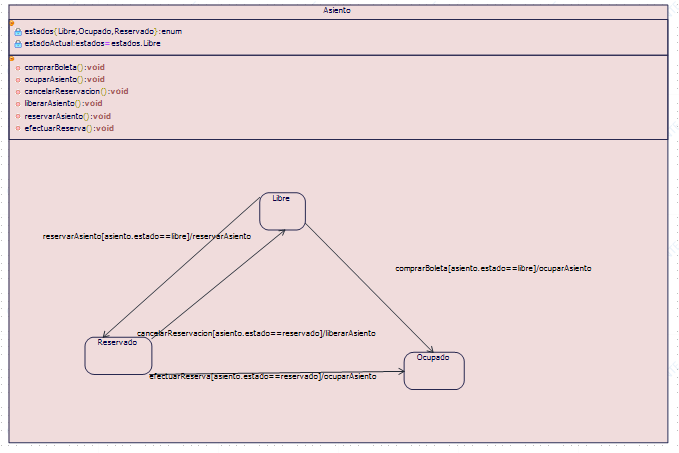 Asiento
estados{Libre,Ocupado,Reservado}:enum
estadoActual:estados=estados.Libre
comprarBoleta():void
ocuparAsiento():void
cancelarReservacion():void
liberarAsiento():void
reservarAsiento():void
efectuarReserva():void
Libre
reservarAsiento[asiento.estado==libre]/reservarAsiento
comprarBoleta[asiento.estado==libre]/ocuparAsiento
cancelarReservacion[asiento.estado==reservado]/liberarAsiento
Reservado
Ocupado
efectuarReserva[asiento.estado==reservado]/ocuparAsiento